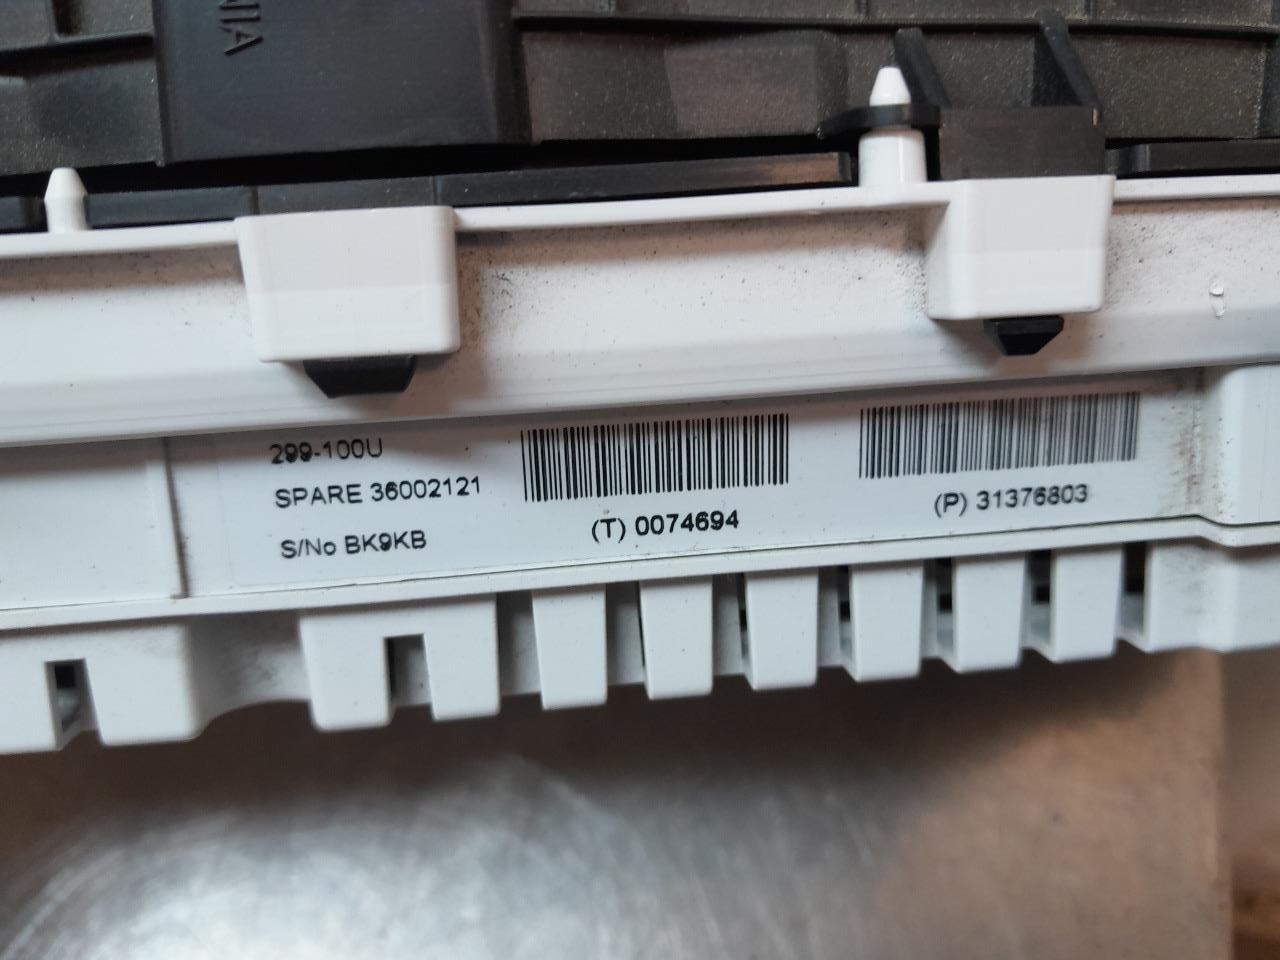 299-100U
SPARE 36002121
S/No BK9KB
(T) 0074694
(P) 31376803